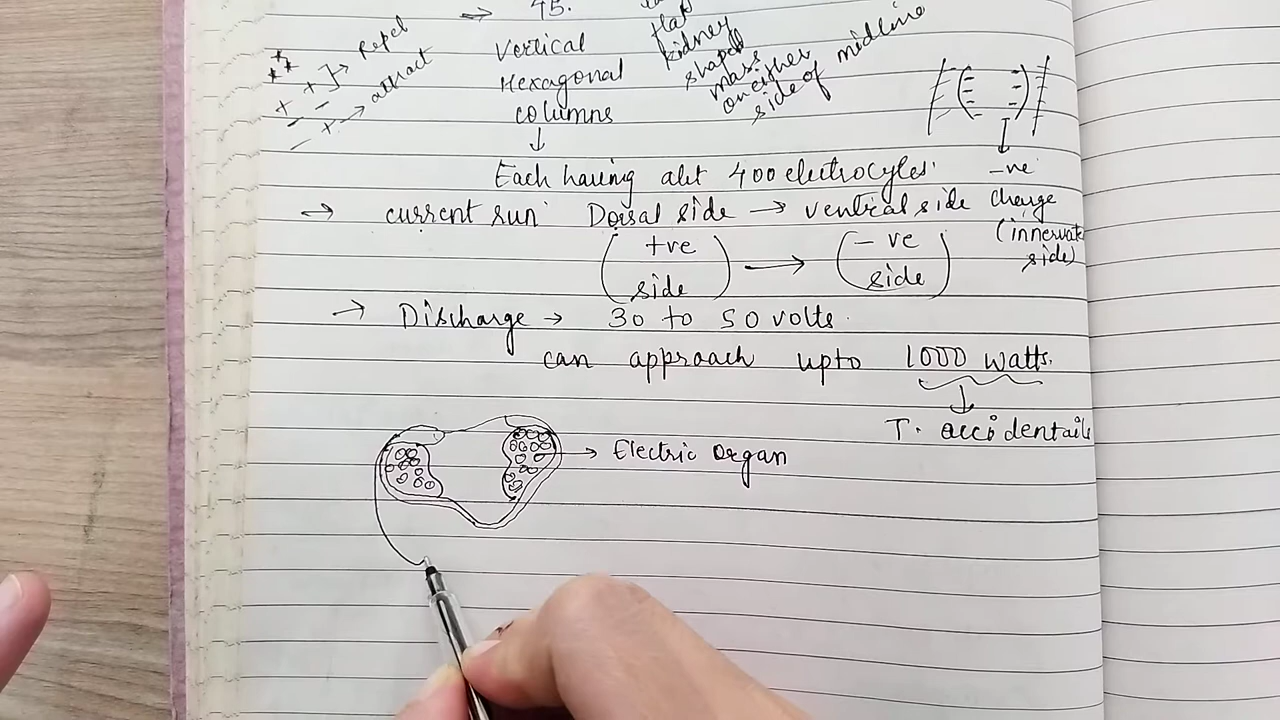 45.
Vertical
Hexagonal
columns
flat
kidney
shaped
mass
on either
side of midline
+ + ] → Repel
+ - → attract
- +
Each having abt 400 electrocytes.
-ve
charge
(innervate
side)
→ current run Dorsal side → ventral side
( +ve side ) → ( - ve side )
→ Discharge → 30 to 50 volts.
can approach upto 1000 watts.
T. accidentails
→ Electric Organ